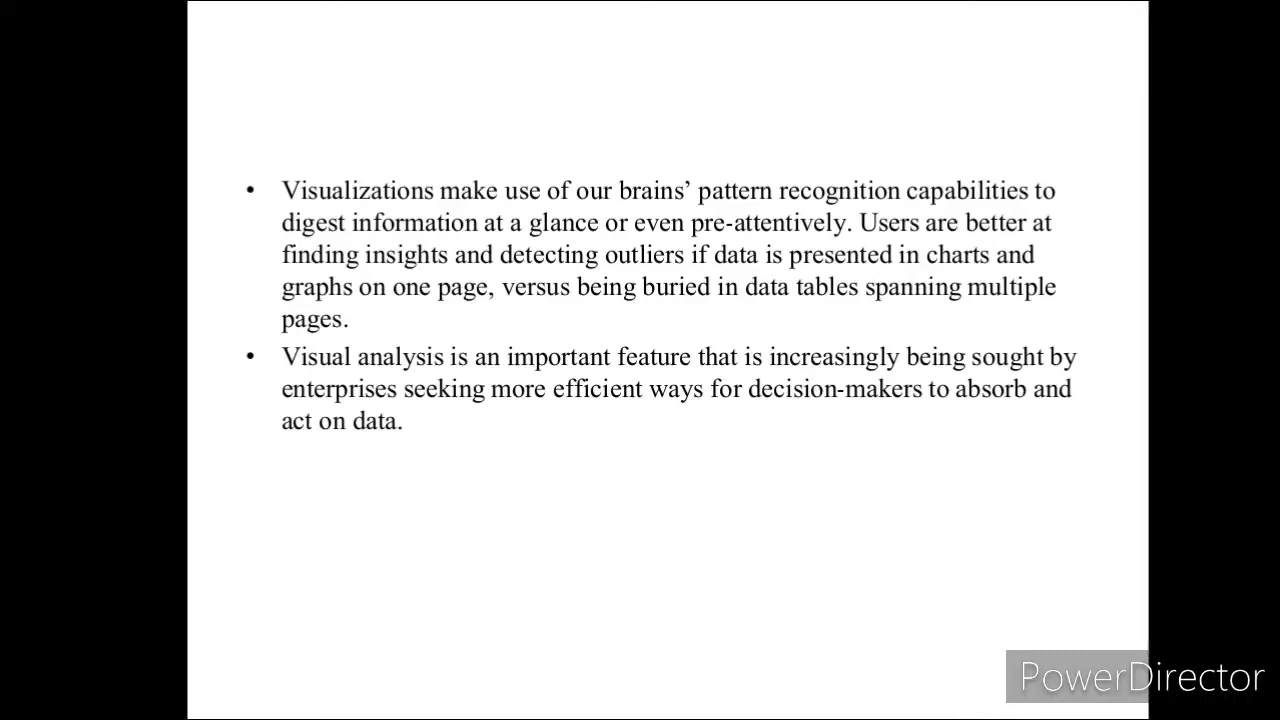 • Visualizations make use of our brains’ pattern recognition capabilities to
digest information at a glance or even pre-attentively. Users are better at
finding insights and detecting outliers if data is presented in charts and
graphs on one page, versus being buried in data tables spanning multiple
pages.
• Visual analysis is an important feature that is increasingly being sought by
enterprises seeking more efficient ways for decision-makers to absorb and
act on data.
PowerDirector